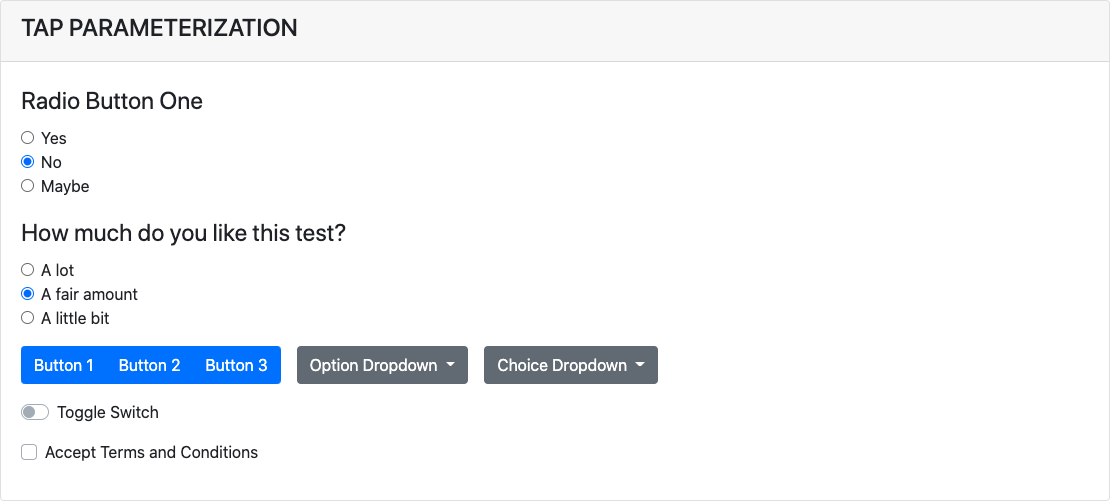 TAP PARAMETERIZATION
Radio Button One
Yes
No
Maybe
How much do you like this test?
A lot
A fair amount
A little bit
Button 1 Button 2 Button 3 Option Dropdown Choice Dropdown
Toggle Switch
Accept Terms and Conditions